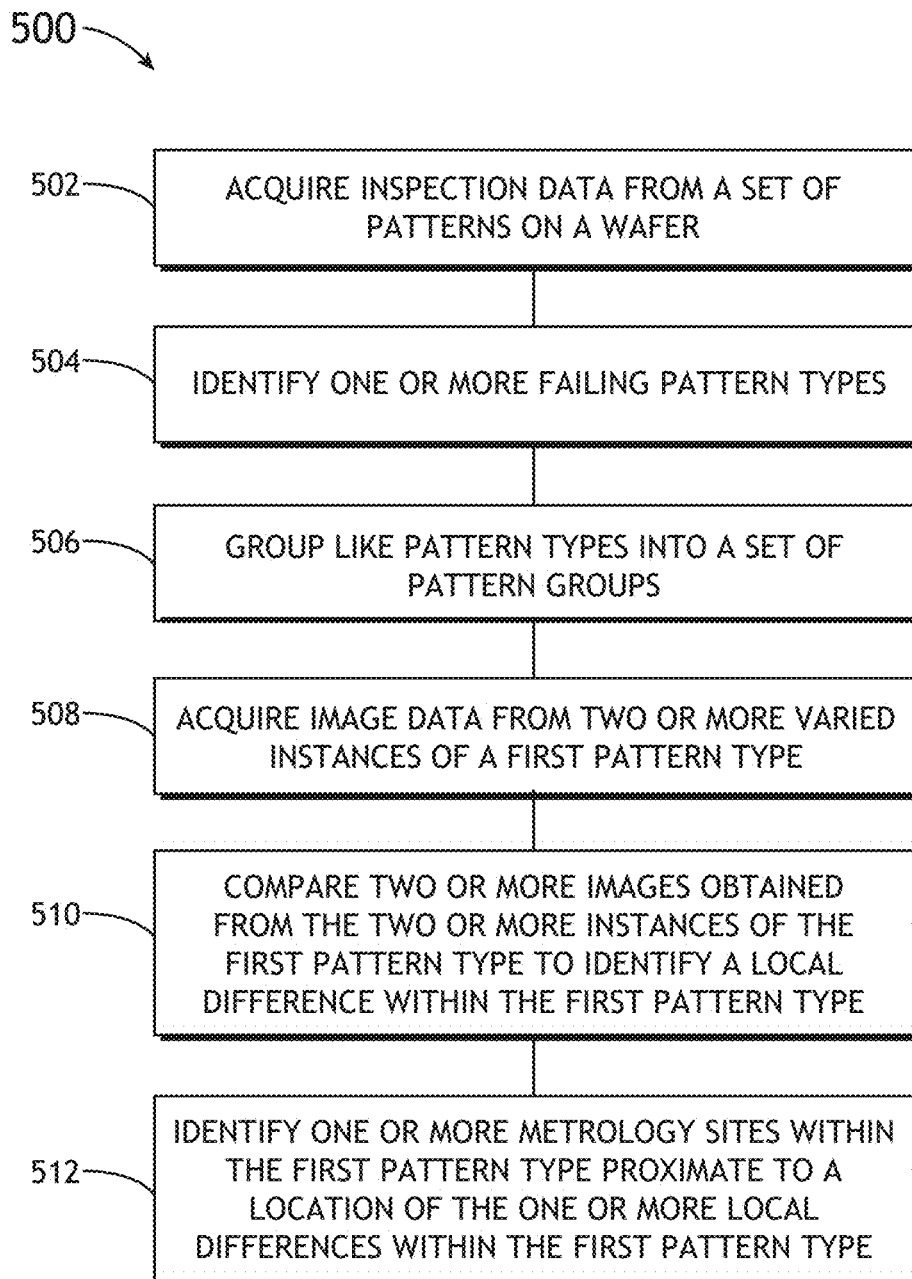 500
502
ACQUIRE INSPECTION DATA FROM A SET OF
PATTERNS ON A WAFER
504
IDENTIFY ONE OR MORE FAILING PATTERN TYPES
506
GROUP LIKE PATTERN TYPES INTO A SET OF
PATTERN GROUPS
508
ACQUIRE IMAGE DATA FROM TWO OR MORE VARIED
INSTANCES OF A FIRST PATTERN TYPE
510
COMPARE TWO OR MORE IMAGES OBTAINED
FROM THE TWO OR MORE INSTANCES OF THE
FIRST PATTERN TYPE TO IDENTIFY A LOCAL
DIFFERENCE WITHIN THE FIRST PATTERN TYPE
512
IDENTIFY ONE OR MORE METROLOGY SITES WITHIN
THE FIRST PATTERN TYPE PROXIMATE TO A
LOCATION OF THE ONE OR MORE LOCAL
DIFFERENCES WITHIN THE FIRST PATTERN TYPE